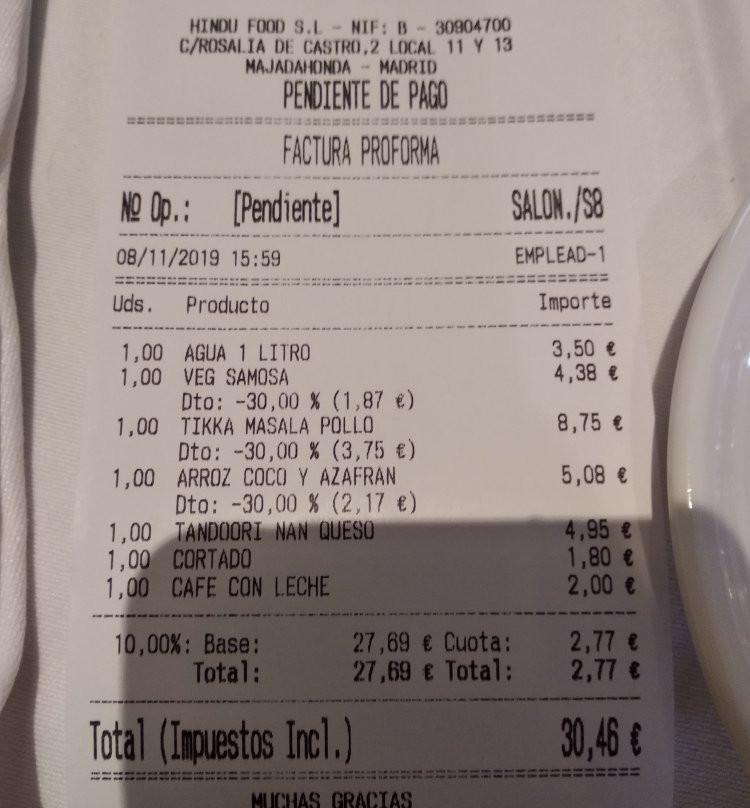 HINDU FOOD S.L - NIF: B - 30904700
C/ROSALIA DE CASTRO,2 LOCAL 11 Y 13
MAJADAHONDA - MADRID
PENDIENTE DE PAGO
FACTURA PROFORMA
Nº Op.: [Pendiente] SALON./S8
08/11/2019 15:59 EMPLEAD-1
Uds. Producto Importe
1,00 AGUA 1 LITRO 3,50 €
1,00 VEG SAMOSA 4,38 €
Dto: -30,00 % (1,87 €)
1,00 TIKKA MASALA POLLO 8,75 €
Dto: -30,00 % (3,75 €)
1,00 ARROZ COCO Y AZAFRAN 5,08 €
Dto: -30,00 % (2,17 €)
1,00 TANDOORI NAN QUESO 4,95 €
1,00 CORTADO 1,80 €
1,00 CAFE CON LECHE 2,00 €
10,00%: Base: 27,69 € Cuota: 2,77 €
Total: 27,69 € Total: 2,77 €
Total (Impuestos Incl.) 30,46 €
MUCHAS GRACIAS